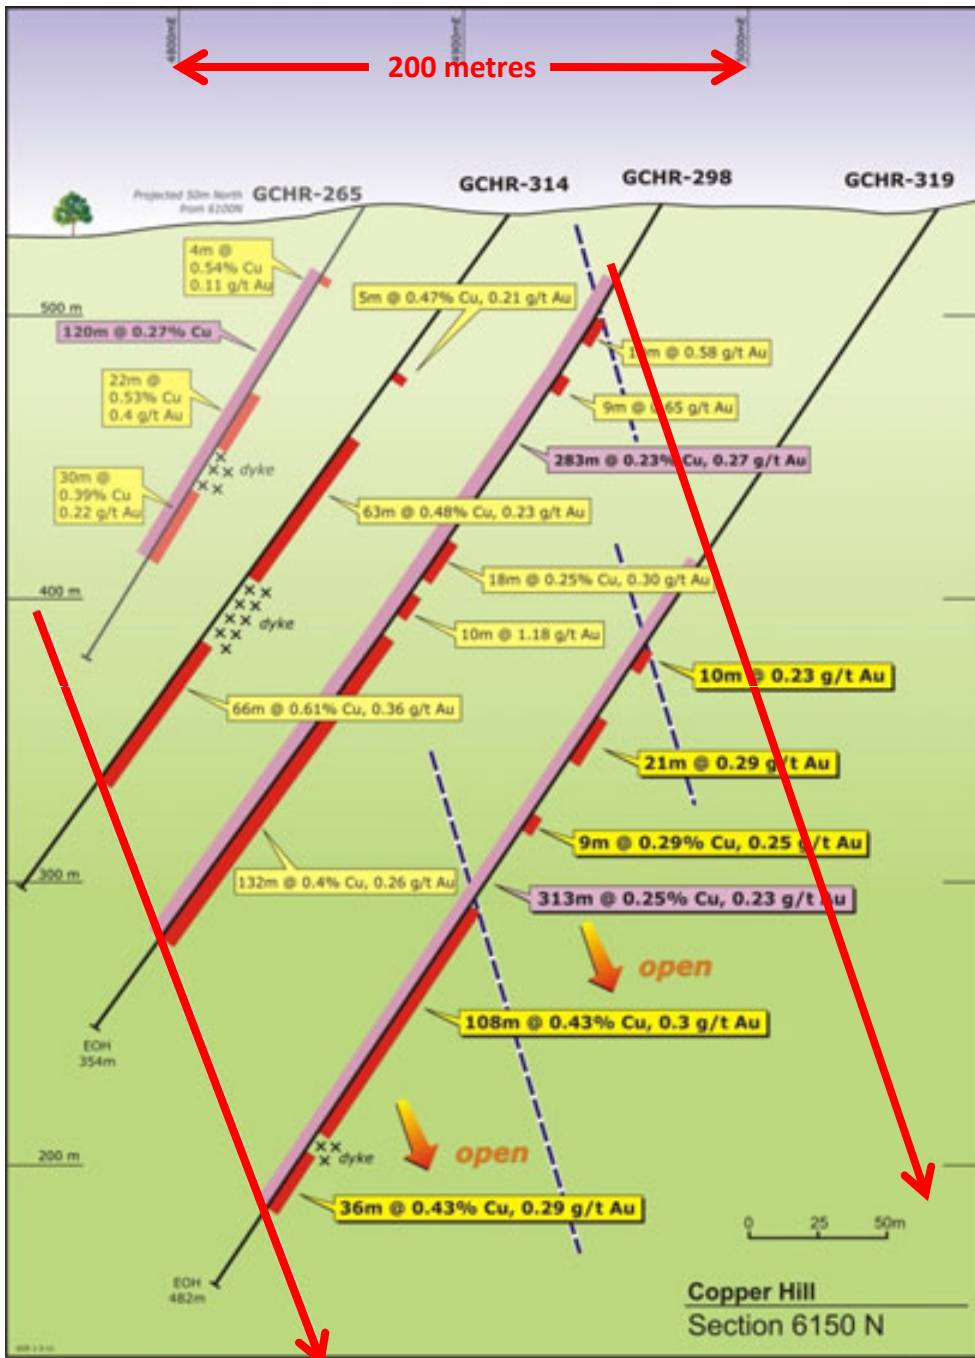 4800mE
4900mE
5000mE
200 metres
Projected 50m North
from 6100N
GCHR-265
GCHR-314
GCHR-298
GCHR-319
4m @
0.54% Cu
0.11 g/t Au
5m @ 0.47% Cu, 0.21 g/t Au
500 m
120m @ 0.27% Cu
@ 0.58 g/t Au
22m @
0.53% Cu
0.4 g/t Au
9m @ 0.65 g/t Au
dyke
283m @ 0.23% Cu, 0.27 g/t Au
30m @
0.39% Cu
0.22 g/t Au
63m @ 0.48% Cu, 0.23 g/t Au
18m @ 0.25% Cu, 0.30 g/t Au
400 m
dyke
10m @ 1.18 g/t Au
10m @ 0.23 g/t Au
66m @ 0.61% Cu, 0.36 g/t Au
21m @ 0.29 g/t Au
9m @ 0.29% Cu, 0.25 g/t Au
300 m
132m @ 0.4% Cu, 0.26 g/t Au
313m @ 0.25% Cu, 0.23 g/t Au
open
108m @ 0.43% Cu, 0.3 g/t Au
EOH
354m
open
200 m
dyke
36m @ 0.43% Cu, 0.29 g/t Au
0 25 50m
EOH
482m
Copper Hill
Section 6150 N